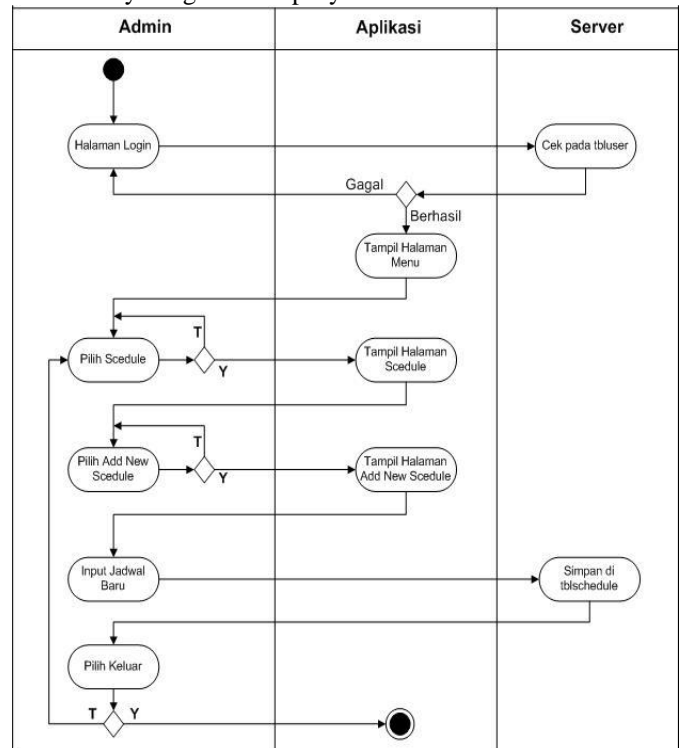 Admin
Aplikasi
Server
Halaman Login
Cek pada tbluser
Gagal
Berhasil
Tampil Halaman
Menu
T
Pilih Scedule
Y
Tampil Halaman
Scedule
T
Pilih Add New
Scedule
Y
Tampil Halaman
Add New Scedule
Input Jadwal
Baru
Simpan di
tblschedule
Pilih Keluar
T
Y